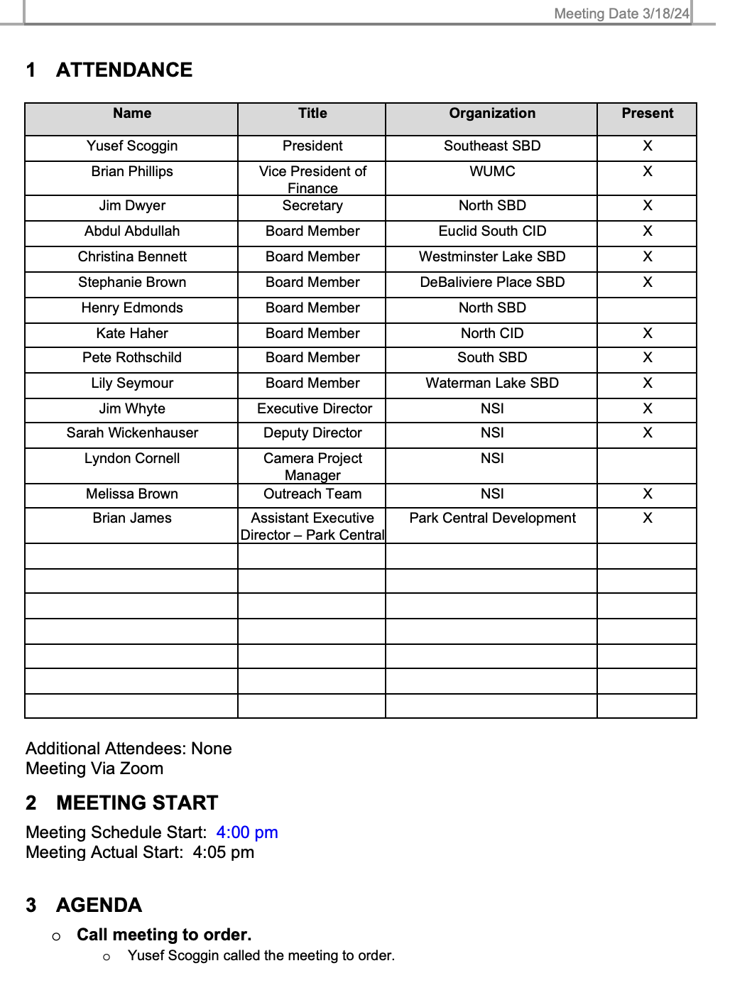 Meeting Date 3/18/24
1 ATTENDANCE
Name Title Organization Present
Yusef Scoggin President Southeast SBD X
Brian Phillips Vice President of WUMC X
Finance
Jim Dwyer Secretary North SBD X
Abdul Abdullah Board Member Euclid South CID X
Christina Bennett Board Member Westminster Lake SBD X
Stephanie Brown Board Member DeBaliviere Place SBD X
Henry Edmonds Board Member North SBD
Kate Haher Board Member North CID X
Pete Rothschild Board Member South SBD X
Lily Seymour Board Member Waterman Lake SBD X
Jim Whyte Executive Director NSI X
Sarah Wickenhauser Deputy Director NSI X
Lyndon Cornell Camera Project NSI
Manager
Melissa Brown Outreach Team NSI X
Brian James Assistant Executive Park Central Development X
Director – Park Central
Additional Attendees: None
Meeting Via Zoom
2 MEETING START
Meeting Schedule Start: 4:00 pm
Meeting Actual Start: 4:05 pm
3 AGENDA
o Call meeting to order.
o Yusef Scoggin called the meeting to order.